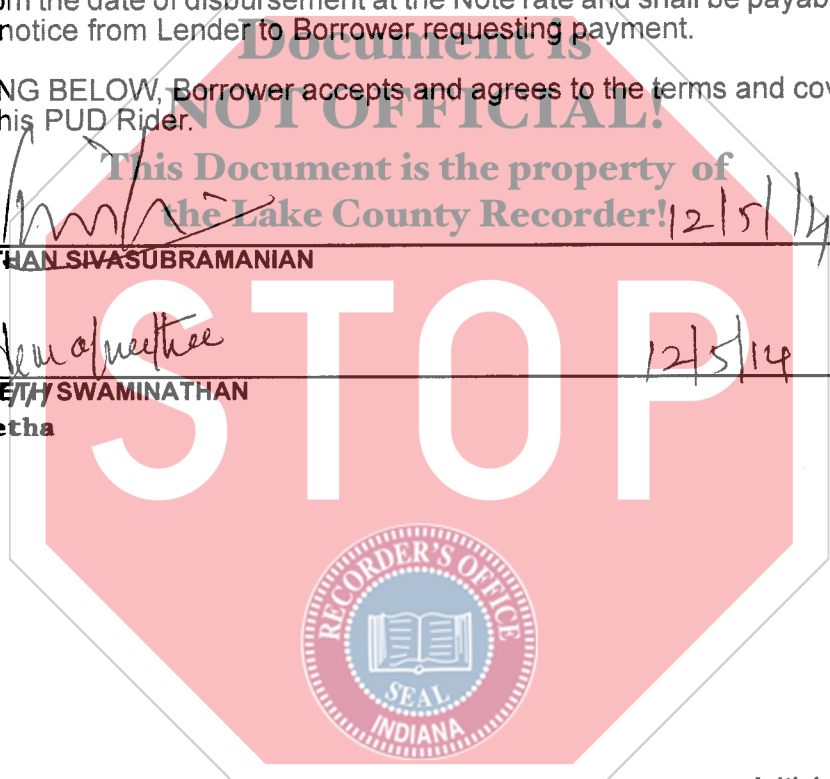 om the date of disbursement at the Note rate and shall be payab
notice from Lender to Borrower requesting payment.
Document is
NG BELOW, Borrower accepts and agrees to the terms and cov
NOT OFFICIAL!
his PUD Rider.
This Document is the property of
the Lake County Recorder!
12/5/14
THAN SIVASUBRAMANIAN
STOP
12/5/14
SWAMINATHAN
etha
RECORDER'S OFFICE
SEAL
INDIANA